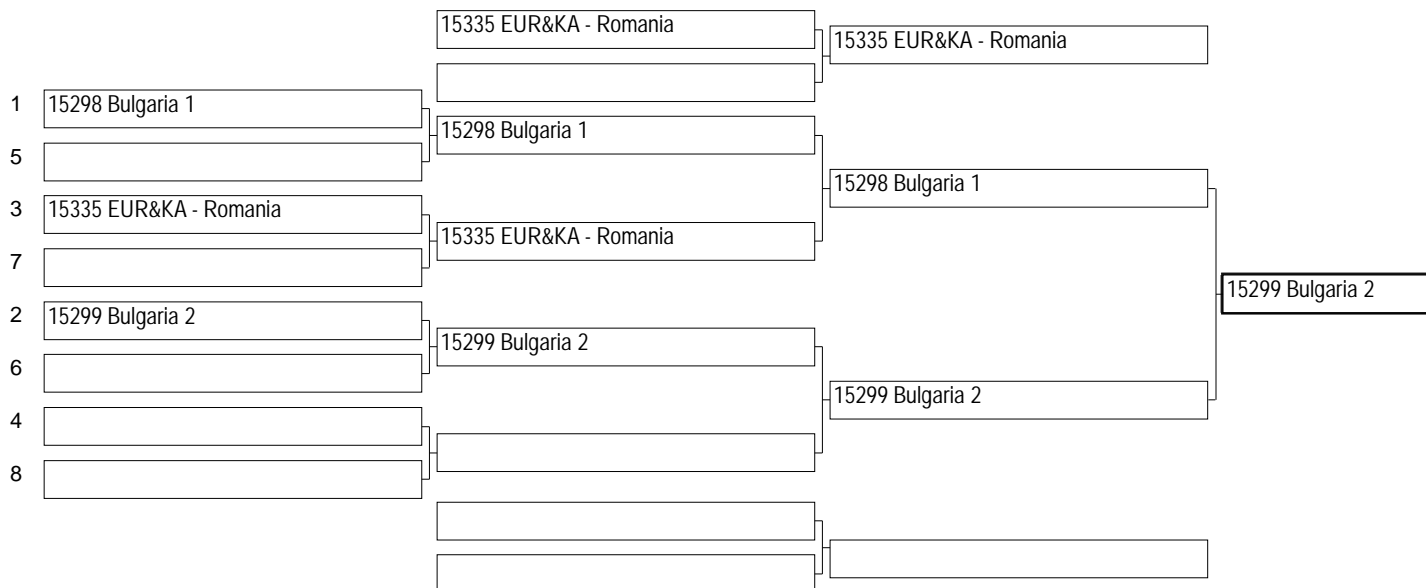 15335 EUR&KA - Romania
15335 EUR&KA - Romania
1 15298 Bulgaria 1
15298 Bulgaria 1
5
15298 Bulgaria 1
3 15335 EUR&KA - Romania
15335 EUR&KA - Romania
7
15299 Bulgaria 2
2 15299 Bulgaria 2
15299 Bulgaria 2
6
15299 Bulgaria 2
4
8